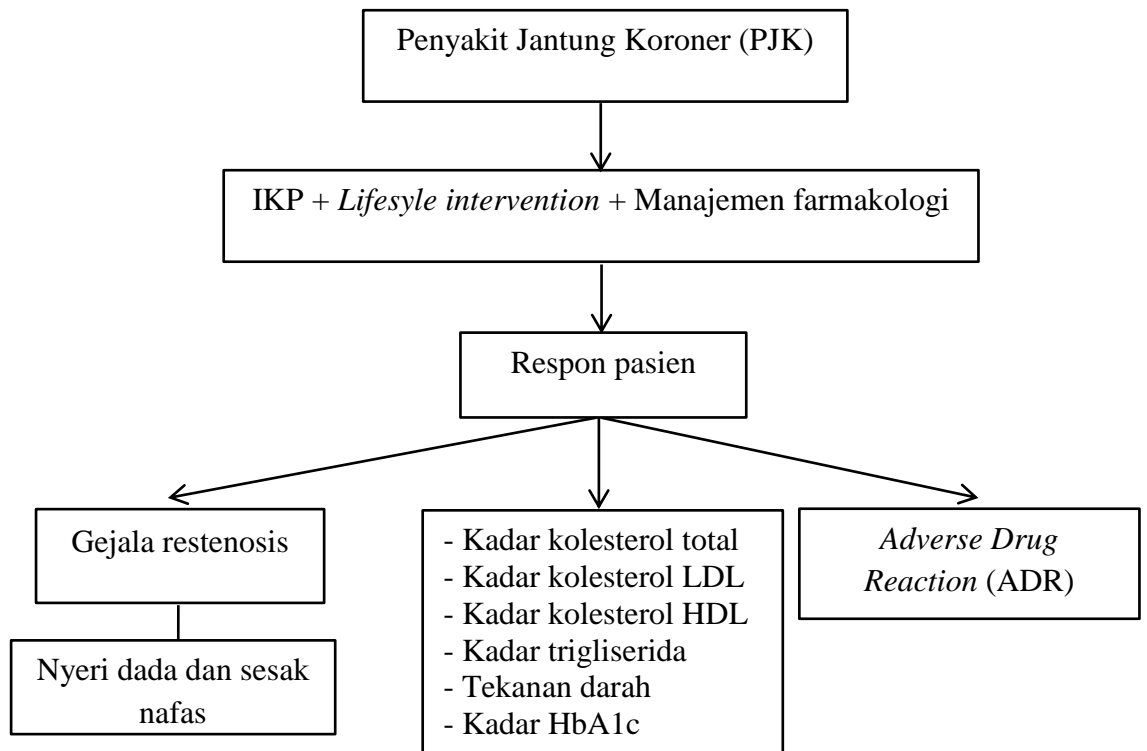 Penyakit Jantung Koroner (PJK)
IKP + Lifesyle intervention + Manajemen farmakologi
Respon pasien
Gejala restenosis
Nyeri dada dan sesak
nafas
- Kadar kolesterol total
- Kadar kolesterol LDL
- Kadar kolesterol HDL
- Kadar trigliserida
- Tekanan darah
- Kadar HbA1c
Adverse Drug
Reaction (ADR)